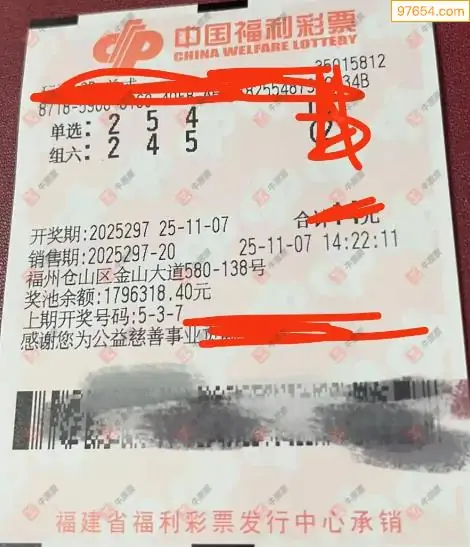 97654.com
中国福利彩票
CHINA WELFARE LOTTERY
35015812
8718-5960
单选: 2 5 4
组六: 2 4 5
开奖期:2025297 25-11-07
元
销售期:2025297-20 25-11-07 14:22:11
福州仓山区金山大道580-138号
奖池余额:1796318.40元
上期开奖号码:5-3-7
感谢您为公益慈善事业
福建省福利彩票发行中心承销